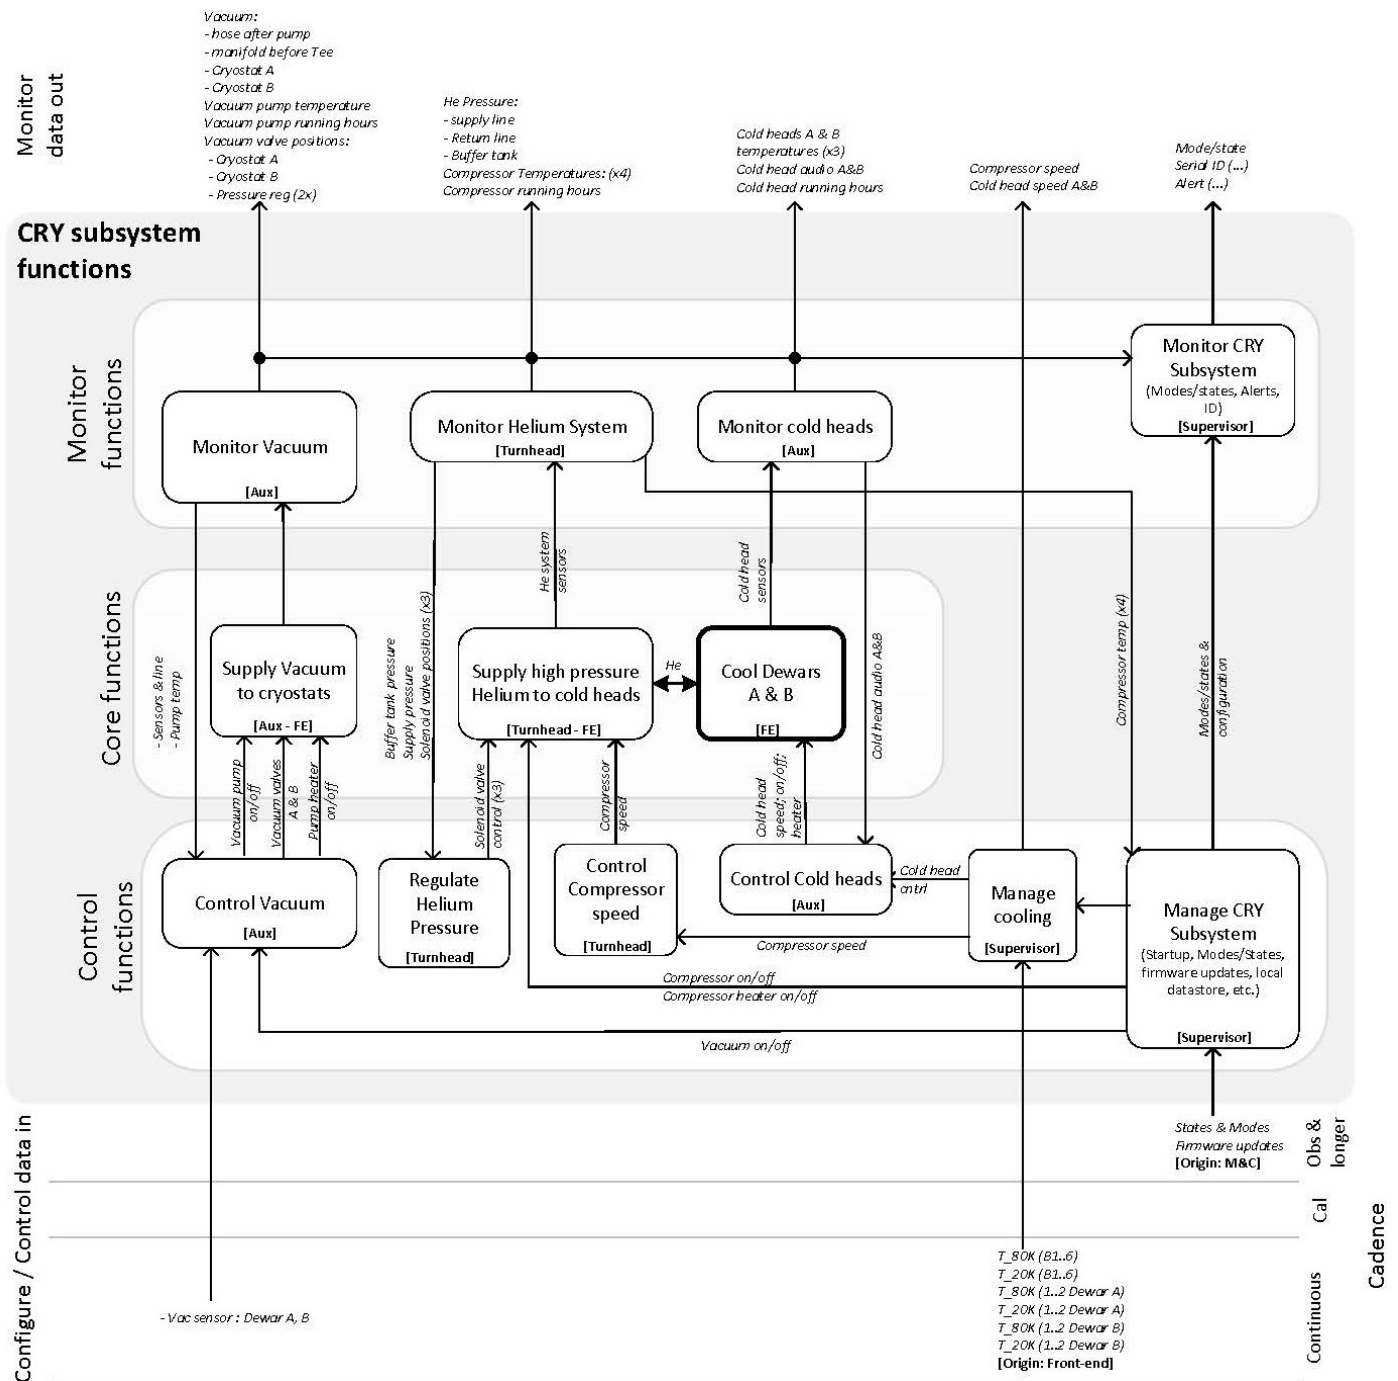 Monitor
data out
Vacuum:
- hose after pump
- manifold before Tee
- Cryostat A
- Cryostat B
Vacuum pump temperature
Vacuum pump running hours
Vacuum valve positions:
- Cryostat A
- Cryostat B
- Pressure reg (2x)
He Pressure:
- supply line
- Return line
- Buffer tank
Compressor Temperatures: (x4)
Compressor running hours
Cold heads A & B
temperatures (x3)
Cold head audio A&B
Cold head running hours
Compressor speed
Cold head speed A&B
Mode/state
Serial ID (...)
Alert (...)
CRY subsystem
functions
Monitor
functions
Monitor Vacuum
[Aux]
Monitor Helium System
[Turnhead]
Monitor cold heads
[Aux]
Monitor CRY
Subsystem
(Modes/states, Alerts,
ID)
[Supervisor]
Core functions
- Sensors & line
- Pump temp
Supply Vacuum
to cryostats
[Aux - FE]
Buffer tank pressure
Supply pressure
Solenoid valve positions (x3)
He system
sensors
Supply high pressure
Helium to cold heads
[Turnhead - FE]
He
Cold head
sensors
Cool Dewars
A & B
[FE]
Cold head audio A&B
Compressor temp (x4)
Modes/states &
configuration
Vacuum pump
on/off
Vacuum valves
A & B
Pump heater
on/off
Solenoid valve
control (x3)
Compressor
speed
Cold head
speed; on/off;
heater
Control
functions
Control Vacuum
[Aux]
Regulate
Helium
Pressure
[Turnhead]
Control
Compressor
speed
[Turnhead]
Control Cold heads
[Aux]
Cold head
cntrl
Manage
cooling
[Supervisor]
Manage CRY
Subsystem
(Startup, Modes/States,
firmware updates, local
datastore, etc.)
[Supervisor]
Compressor speed
Compressor on/off
Compressor heater on/off
Vacuum on/off
Configure / Control data in
States & Modes
Firmware updates
[Origin: M&C]
Obs &
longer
Cal
Continuous
Cadence
- Vac sensor : Dewar A, B
T_80K (B1..6)
T_20K (B1..6)
T_80K (1..2 Dewar A)
T_20K (1..2 Dewar A)
T_80K (1..2 Dewar B)
T_20K (1..2 Dewar B)
[Origin: Front-end]